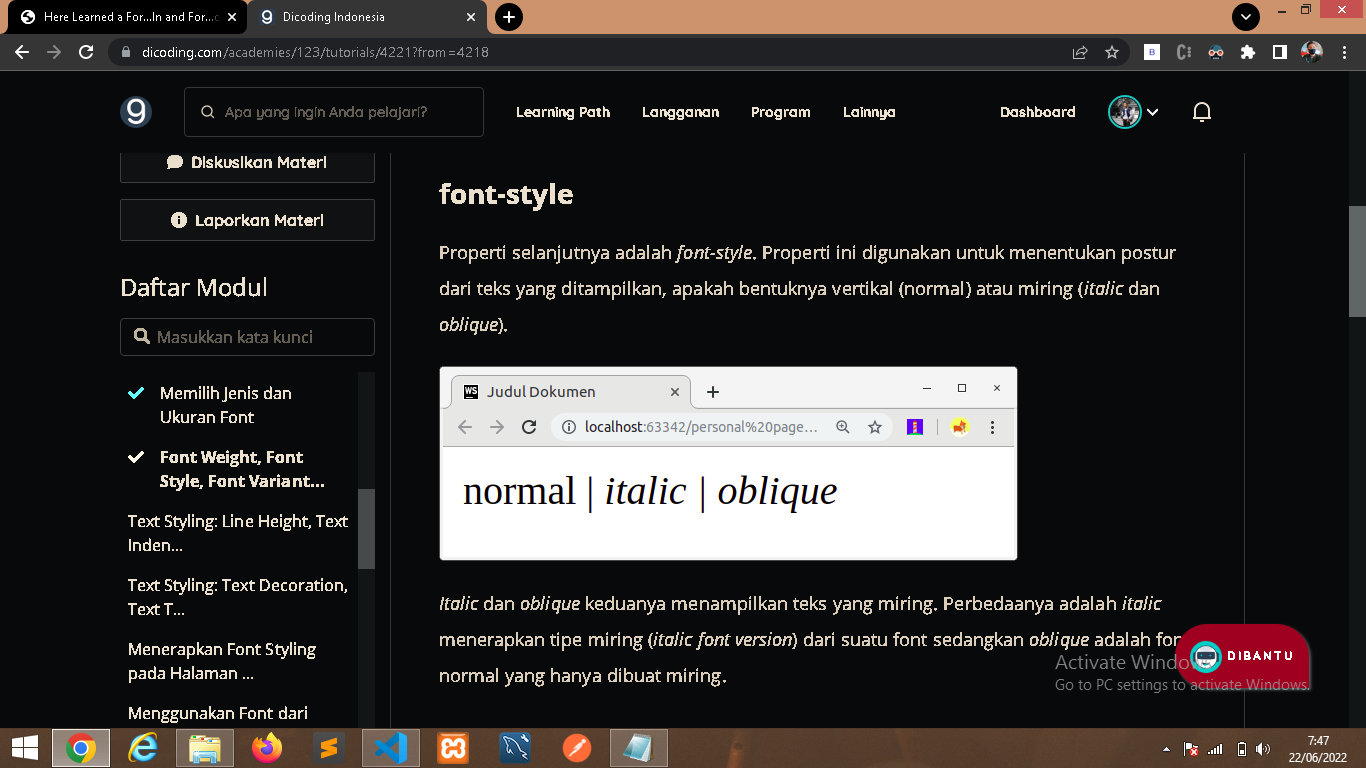 Here Learned a For...In and For...
Dicoding Indonesia
dicoding.com/academies/123/tutorials/4221?from=4218
Apa yang ingin Anda pelajari?
Learning Path
Langganan
Program
Lainnya
Dashboard
Diskusikan Materi
Laporkan Materi
Daftar Modul
Masukkan kata kunci
Memilih Jenis dan
Ukuran Font
Font Weight, Font
Style, Font Variant...
Text Styling: Line Height, Text
Inden...
Text Styling: Text Decoration,
Text T...
Menerapkan Font Styling
pada Halaman ...
Menggunakan Font dari
font-style
Properti selanjutnya adalah font-style. Properti ini digunakan untuk menentukan postur
dari teks yang ditampilkan, apakah bentuknya vertikal (normal) atau miring (italic dan
oblique).
WS Judul Dokumen
localhost:63342/personal%20page...
normal | italic | oblique
Italic dan oblique keduanya menampilkan teks yang miring. Perbedaanya adalah italic
menerapkan tipe miring (italic font version) dari suatu font sedangkan oblique adalah fon
normal yang hanya dibuat miring.
DIBANTU
Activate Windo
Go to PC settings to activate Windows.
7:47
22/06/2022